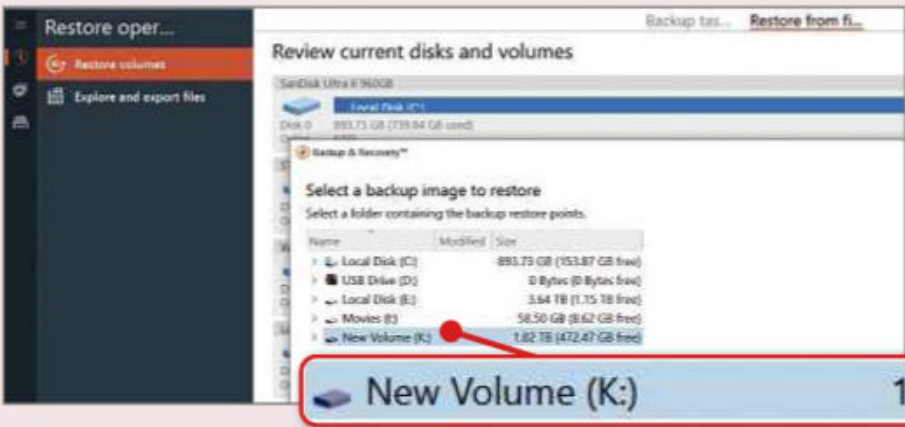 Restore oper...
Backup tas...
Restore from fi...
Restore volumes
Explore and export files
Review current disks and volumes
SanDisk Ultra II 960GB
Local Disk (C:)
Disk 0
893.73 GB (739.84 GB used)
Backup & Recovery™
Select a backup image to restore
Select a folder containing the backup restore points.
Name Modified Size
Local Disk (C:) 893.73 GB (153.87 GB free)
USB Drive (D:) 0 Bytes (0 Bytes free)
Local Disk (E:) 3.64 TB (1.15 TB free)
Movies (I:) 58.50 GB (8.62 GB free)
New Volume (K:) 1.82 TB (472.47 GB free)
New Volume (K:) 1